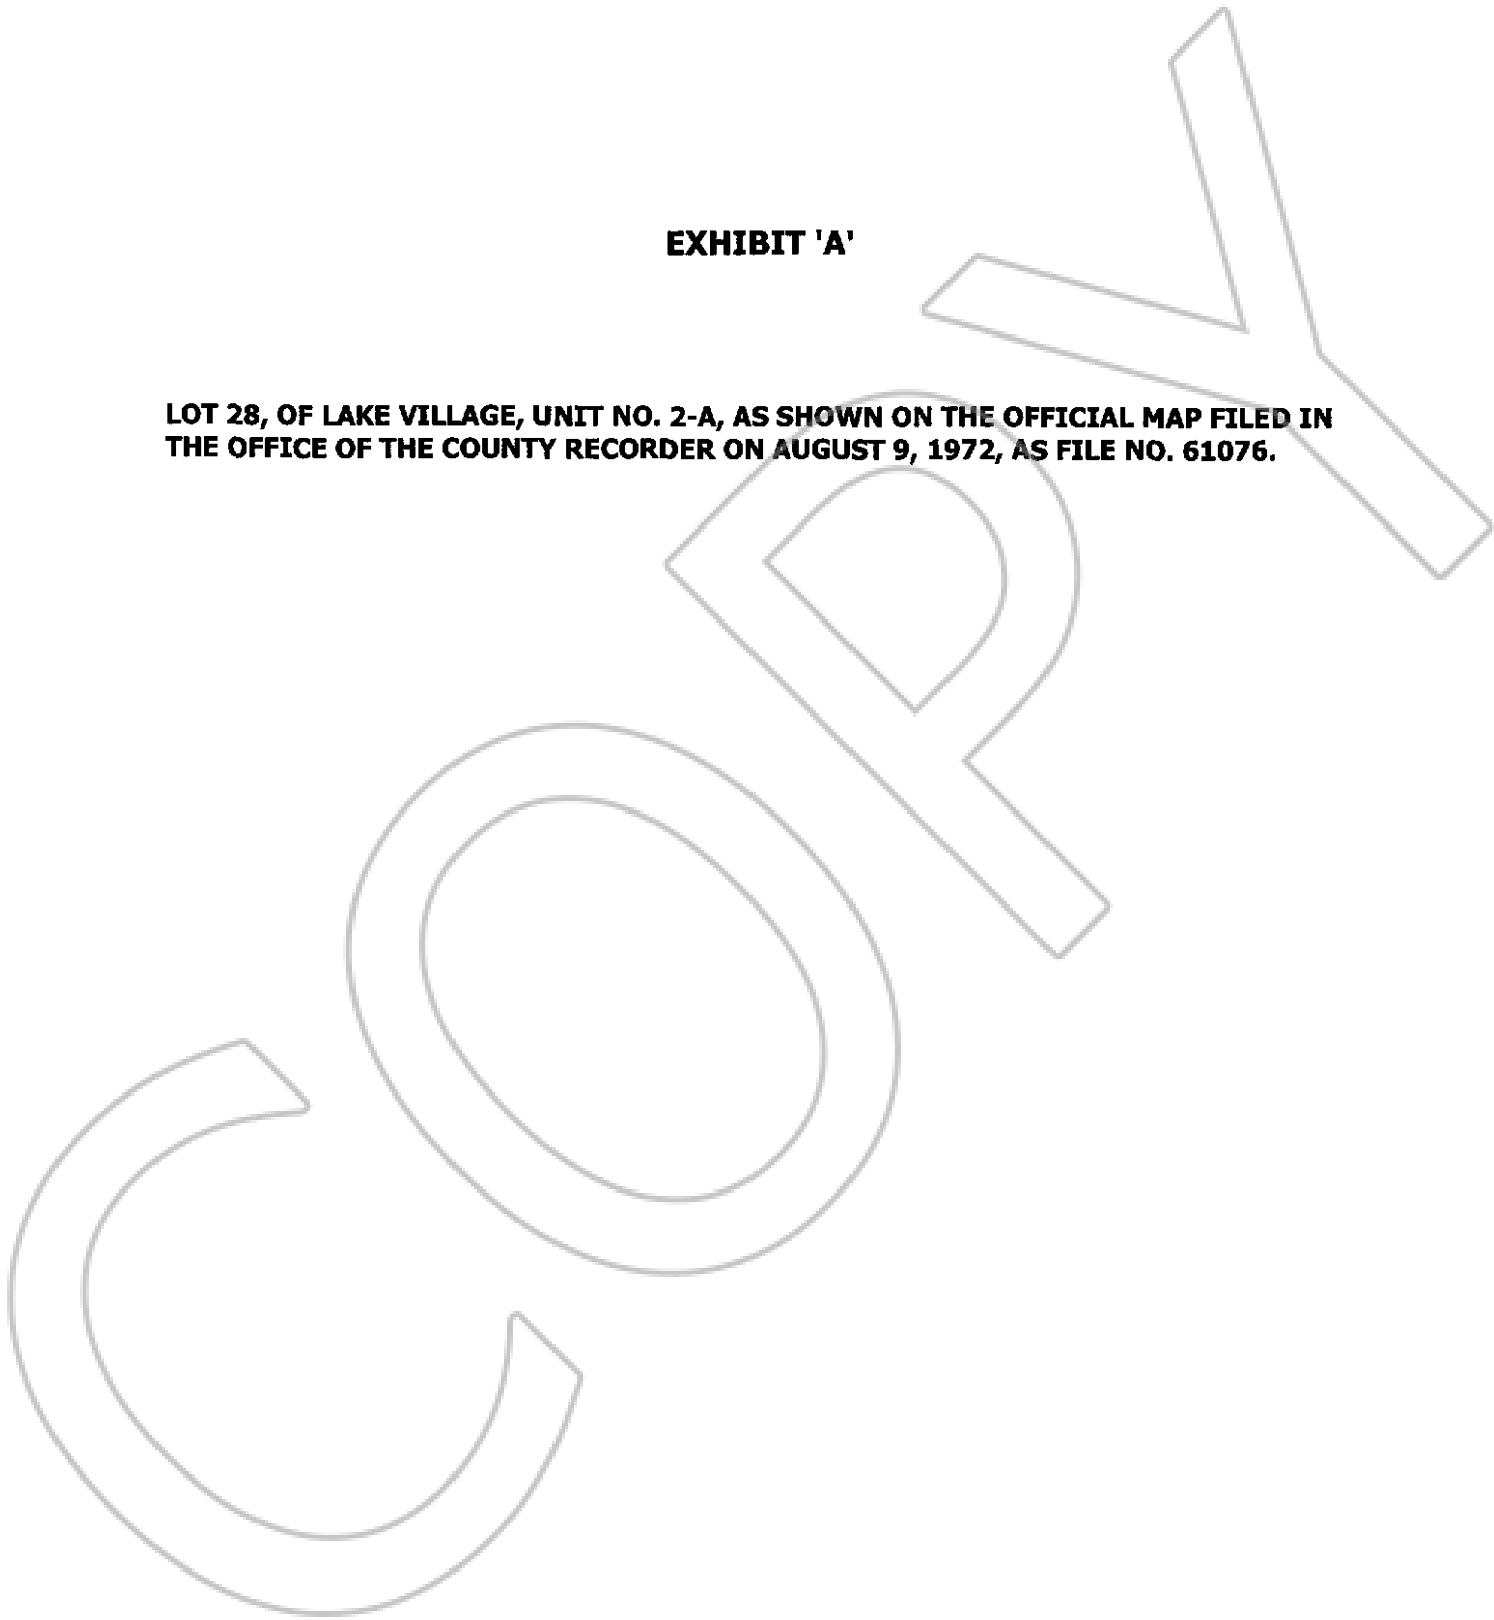 EXHIBIT 'A'
LOT 28, OF LAKE VILLAGE, UNIT NO. 2-A, AS SHOWN ON THE OFFICIAL MAP FILED IN
THE OFFICE OF THE COUNTY RECORDER ON AUGUST 9, 1972, AS FILE NO. 61076.
COPY